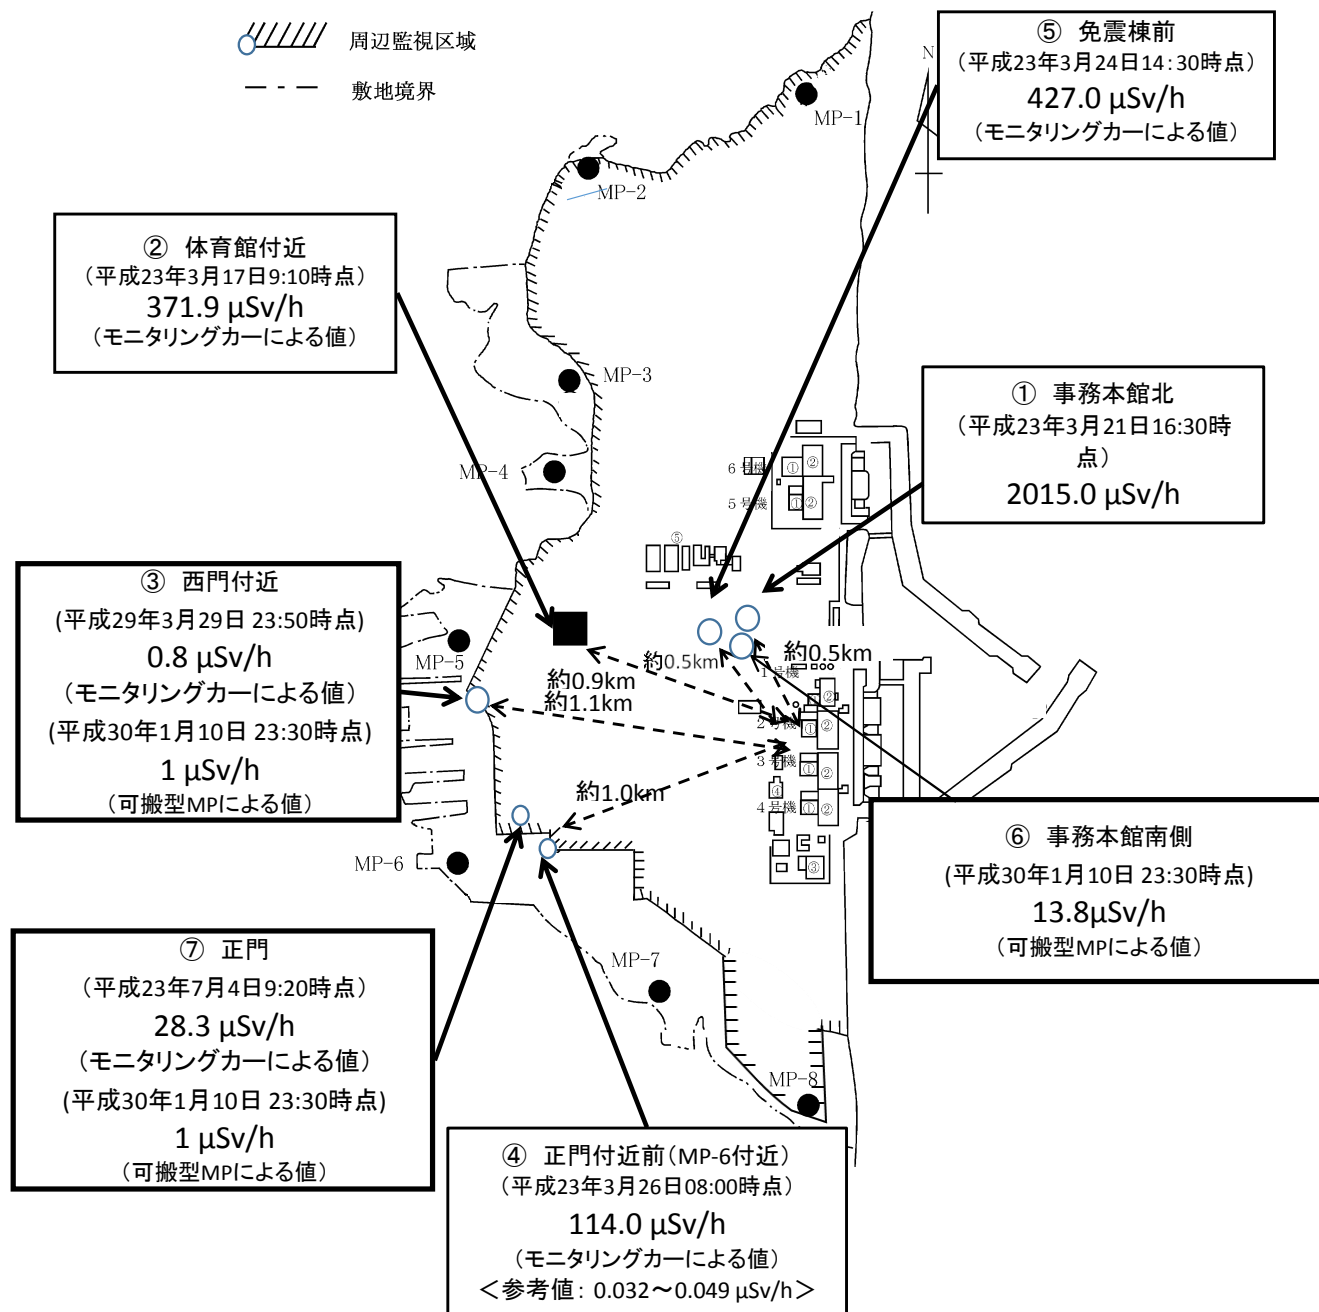 周辺監視区域
敷地境界
⑤ 免震棟前
（平成23年3月24日14:30時点）
427.0 μSv/h
（モニタリングカーによる値）
N
MP-1
MP-2
② 体育館付近
（平成23年3月17日9:10時点）
371.9 μSv/h
（モニタリングカーによる値）
MP-3
① 事務本館北
（平成23年3月21日16:30時
点）
2015.0 μSv/h
MP-4
6号機
① ②
5号機
① ②
⑤
③ 西門付近
(平成29年3月29日 23:50時点)
0.8 μSv/h
（モニタリングカーによる値）
(平成30年1月10日 23:30時点)
1 μSv/h
（可搬型MPによる値）
MP-5
約0.5km
約0.5km
約0.9km
約1.1km
1号機
②
2号機
① ②
3号機
① ②
④
4号機
① ②
③
約1.0km
MP-6
⑥ 事務本館南側
(平成30年1月10日 23:30時点)
13.8μSv/h
（可搬型MPによる値）
⑦ 正門
（平成23年7月4日9:20時点）
28.3 μSv/h
（モニタリングカーによる値）
(平成30年1月10日 23:30時点)
1 μSv/h
（可搬型MPによる値）
MP-7
MP-8
④ 正門付近前（MP-6付近）
（平成23年3月26日08:00時点）
114.0 μSv/h
（モニタリングカーによる値）
＜参考値： 0.032～0.049 μSv/h＞